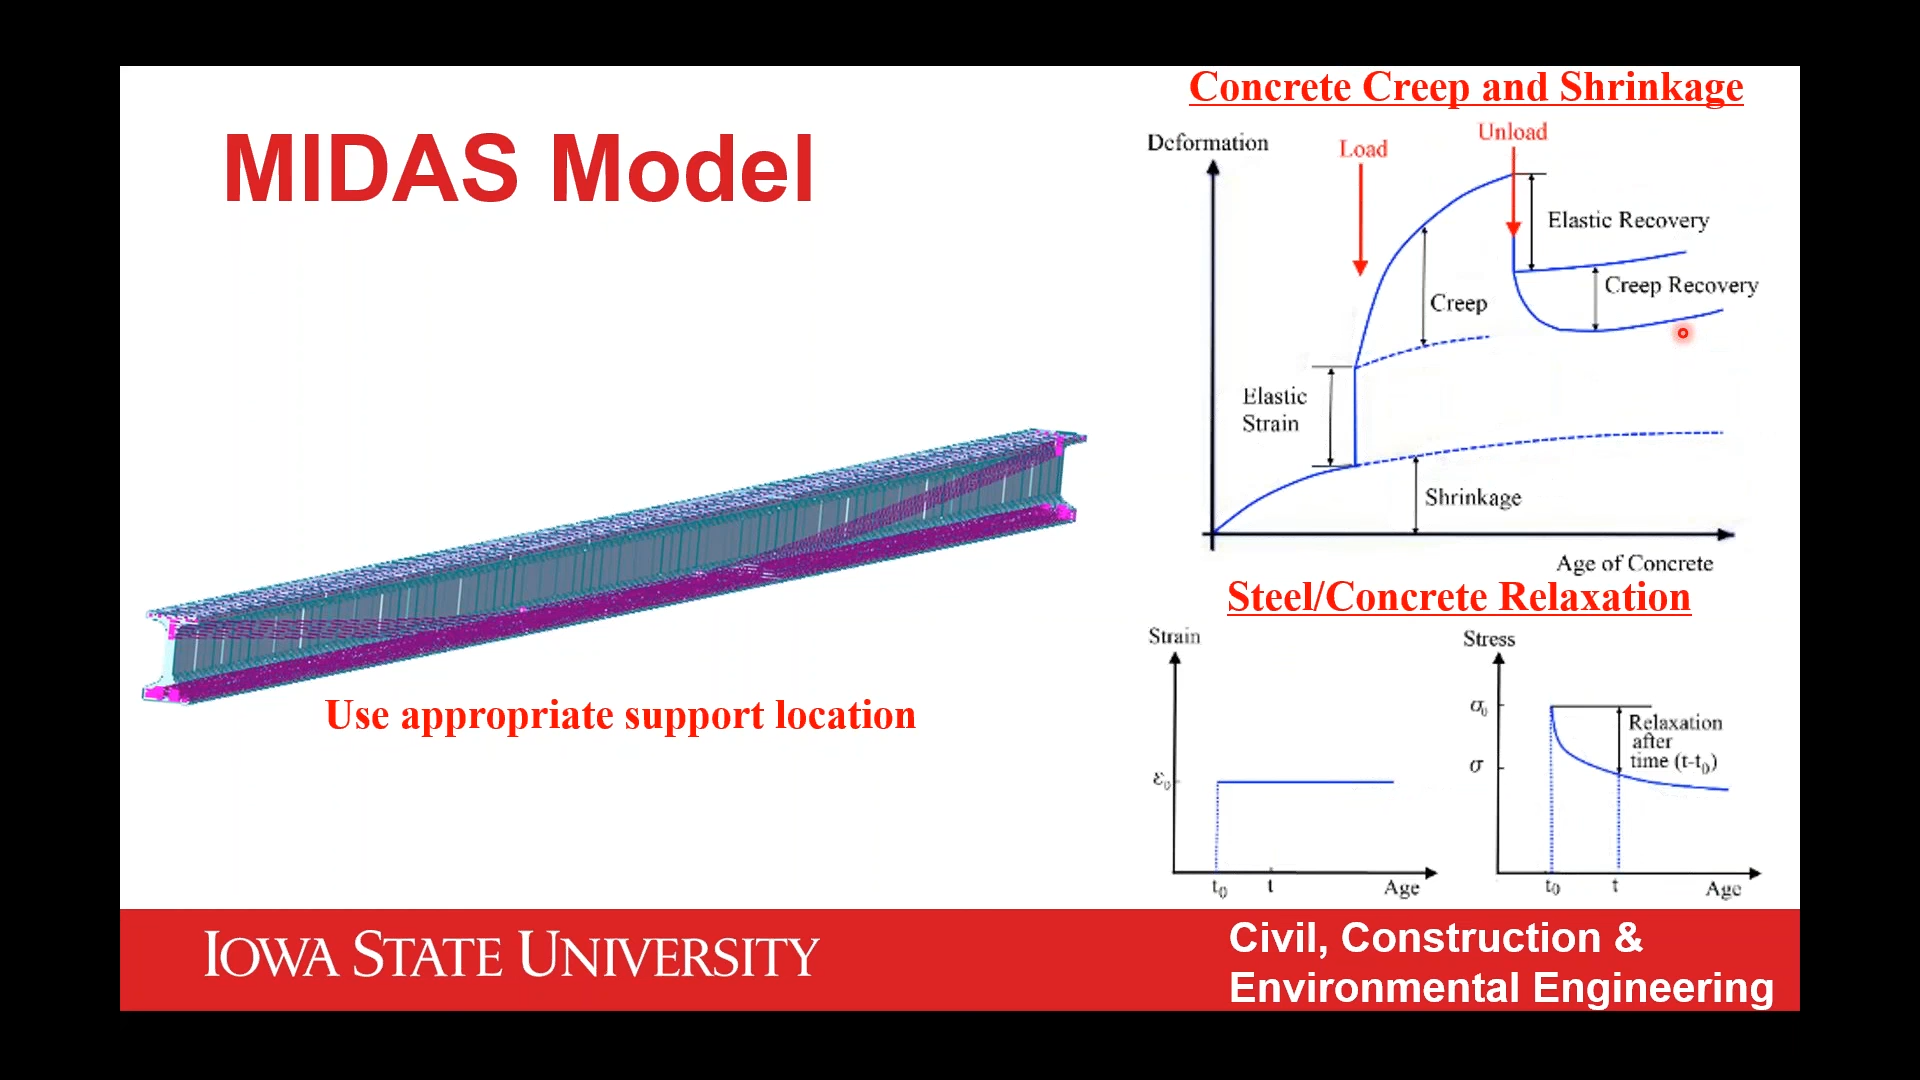 MIDAS Model
Use appropriate support location
Concrete Creep and Shrinkage
Deformation
Load
Unload
Elastic Recovery
Creep Recovery
Creep
Elastic
Strain
Shrinkage
Age of Concrete
Steel/Concrete Relaxation
Strain
ε₀
t₀
t
Age
Stress
σ₀
σ
Relaxation
after
time (t-t₀)
t₀
t
Age
IOWA STATE UNIVERSITY
Civil, Construction &
Environmental Engineering